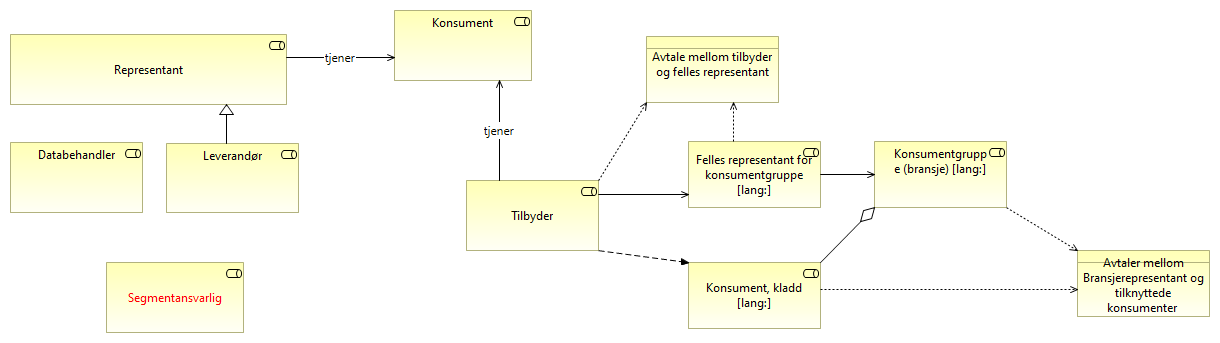 Konsument
Representant
tjener
Avtale mellom tilbyder
og felles representant
tjener
Databehandler
Leverandør
Felles representant for
konsumentgruppe
[lang:]
Konsumentgrupp
e (bransje) [lang:]
Tilbyder
Segmentansvarlig
Konsument, kladd
[lang:]
Avtaler mellom
Bransjerepresentant og
tilknyttede
konsumenter